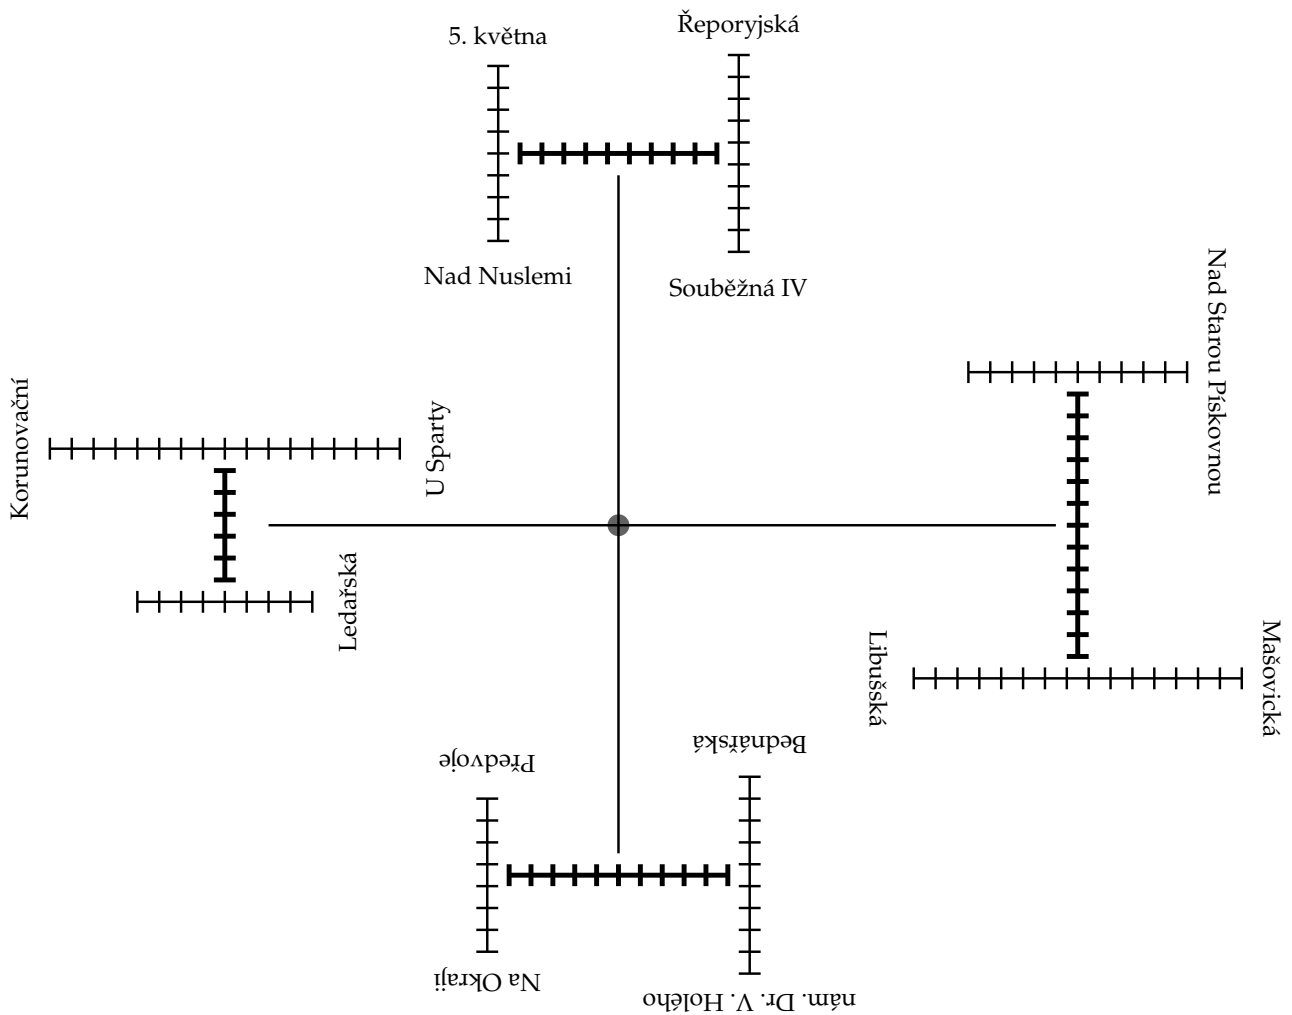 5. května
Řeporyjská
Nad Nuslemi
Souběžná IV
Nad Starou Pískovnou
Korunovační
U Sparty
Ledařská
Libušská
Mašovická
Bednářská
Předvoje
Na Okraji
nám. Dr. V. Holého